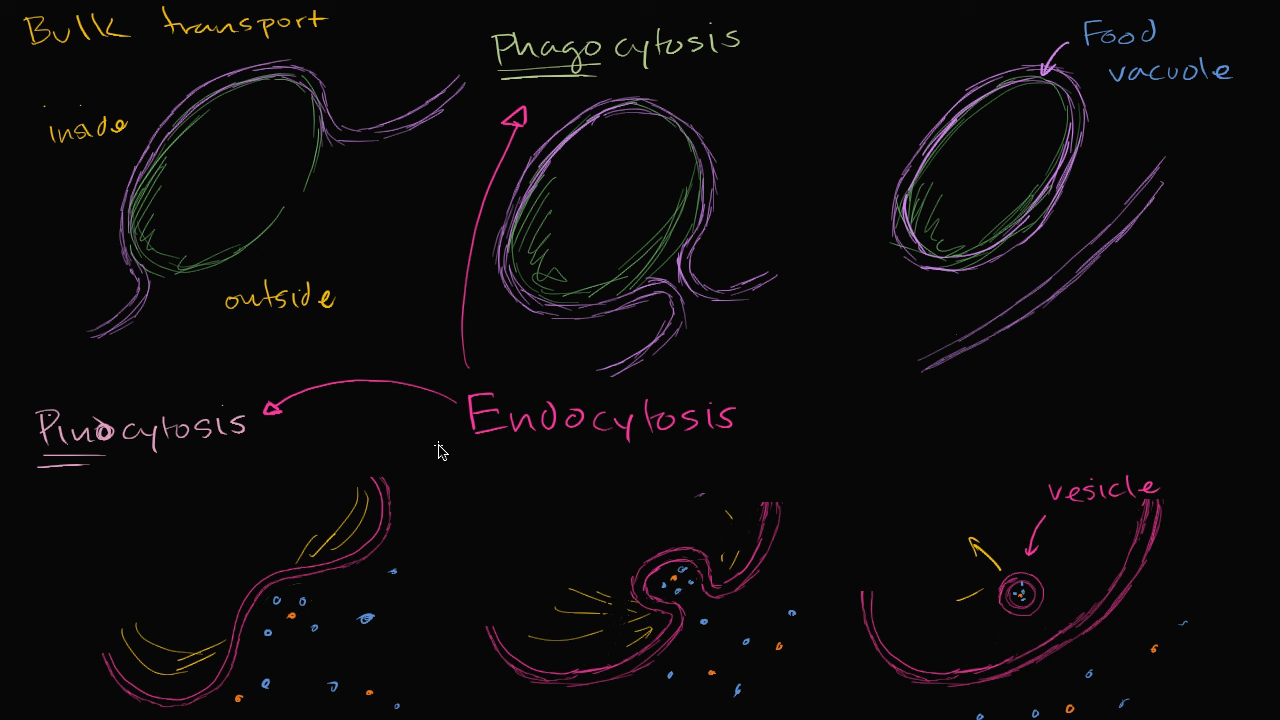 Bulk transport
Phagocytosis
Food
vacuole
inside
outside
Endocytosis
Pinocytosis
vesicle